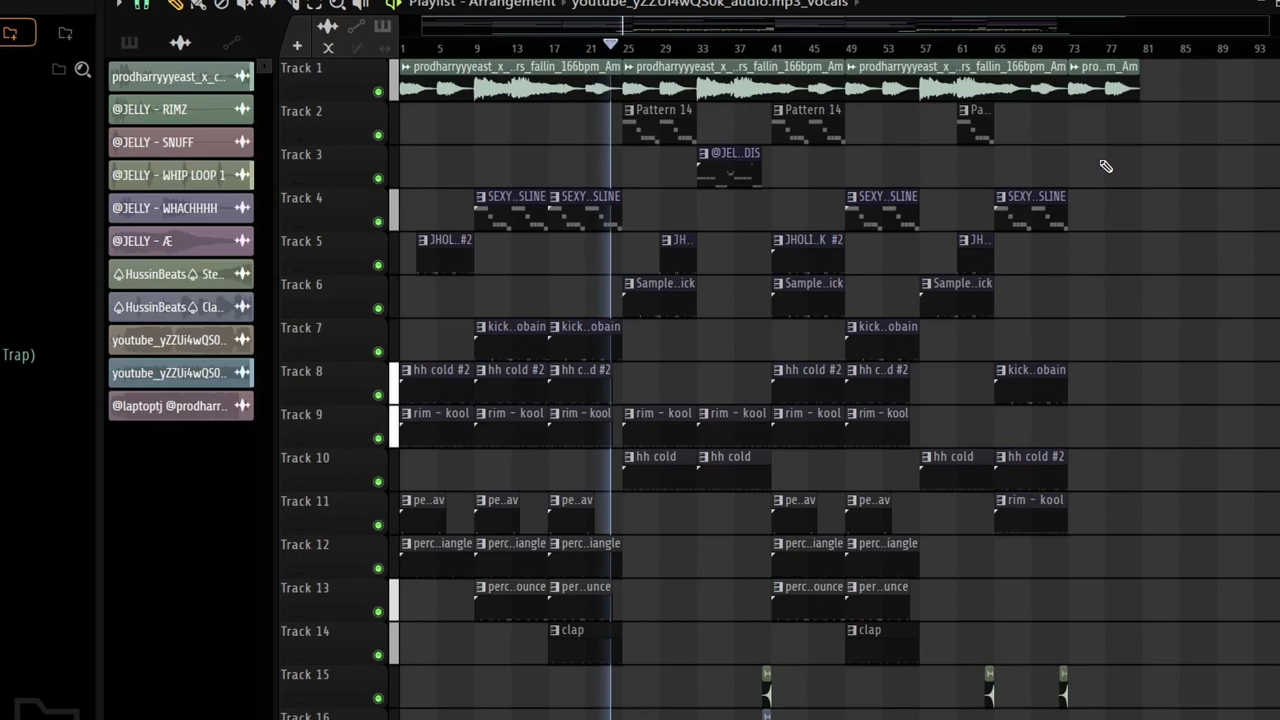 Playlist - Arrangement › youtube_yZZUi4wQS0k_audio.mp3_vocals ›
1 5 9 13 17 21 25 29 33 37 41 45 49 53 57 61 65 69 73 77 81 85 89 93
prodharryyyeast_x_c..
@JELLY - RIMZ
@JELLY - SNUFF
@JELLY - WHIP LOOP 1
@JELLY - WHACHHHH
@JELLY - Æ
♤HussinBeats♤ Ste..
♤HussinBeats♤ Cla..
youtube_yZZUi4wQS0..
youtube_yZZUi4wQS0..
@laptoptj @prodharr..
Trap)
Track 1
prodharryyyeast_x_..rs_fallin_166bpm_Am prodharryyyeast_x_..rs_fallin_166bpm_Am prodharryyyeast_x_..rs_fallin_166bpm_Am pro..m_Am
Track 2
Pattern 14 Pattern 14 Pa..
Track 3
@JEL..DIS
Track 4
SEXY..SLINE SEXY..SLINE SEXY..SLINE SEXY..SLINE
Track 5
JHOL..#2 JH.. JHOLI..K #2 JH..
Track 6
Sample..ick Sample..ick Sample..ick
Track 7
kick..obain kick..obain kick..obain
Track 8
hh cold #2 hh cold #2 hh c..d #2 hh cold #2 hh c..d #2 kick..obain
Track 9
rim - kool rim - kool rim - kool rim - kool rim - kool rim - kool rim - kool
Track 10
hh cold hh cold hh cold hh cold #2
Track 11
pe..av pe..av pe..av pe..av pe..av rim - kool
Track 12
perc..iangle perc..iangle perc..iangle perc..iangle perc..iangle
Track 13
perc..ounce per..unce perc..ounce per..unce
Track 14
clap clap
Track 15
Track 16